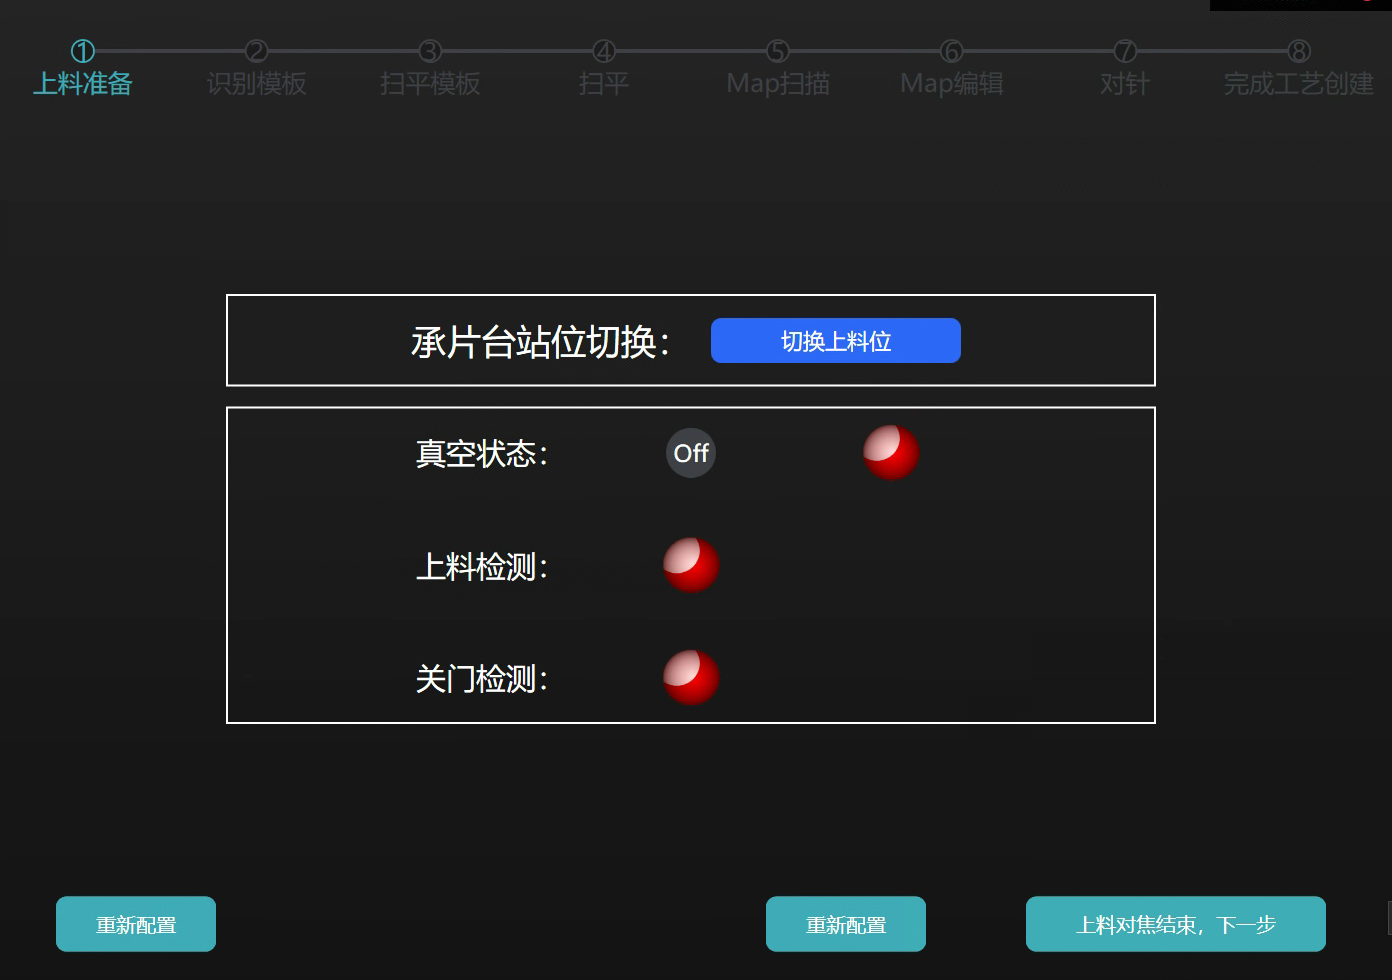 ① ② ③ ④ ⑤ ⑥ ⑦ ⑧
上料准备 识别模板 扫平模板 扫平 Map扫描 Map编辑 对针 完成工艺创建
承片台站位切换： 切换上料位
真空状态： Off
上料检测：
关门检测：
重新配置 重新配置 上料对焦结束，下一步